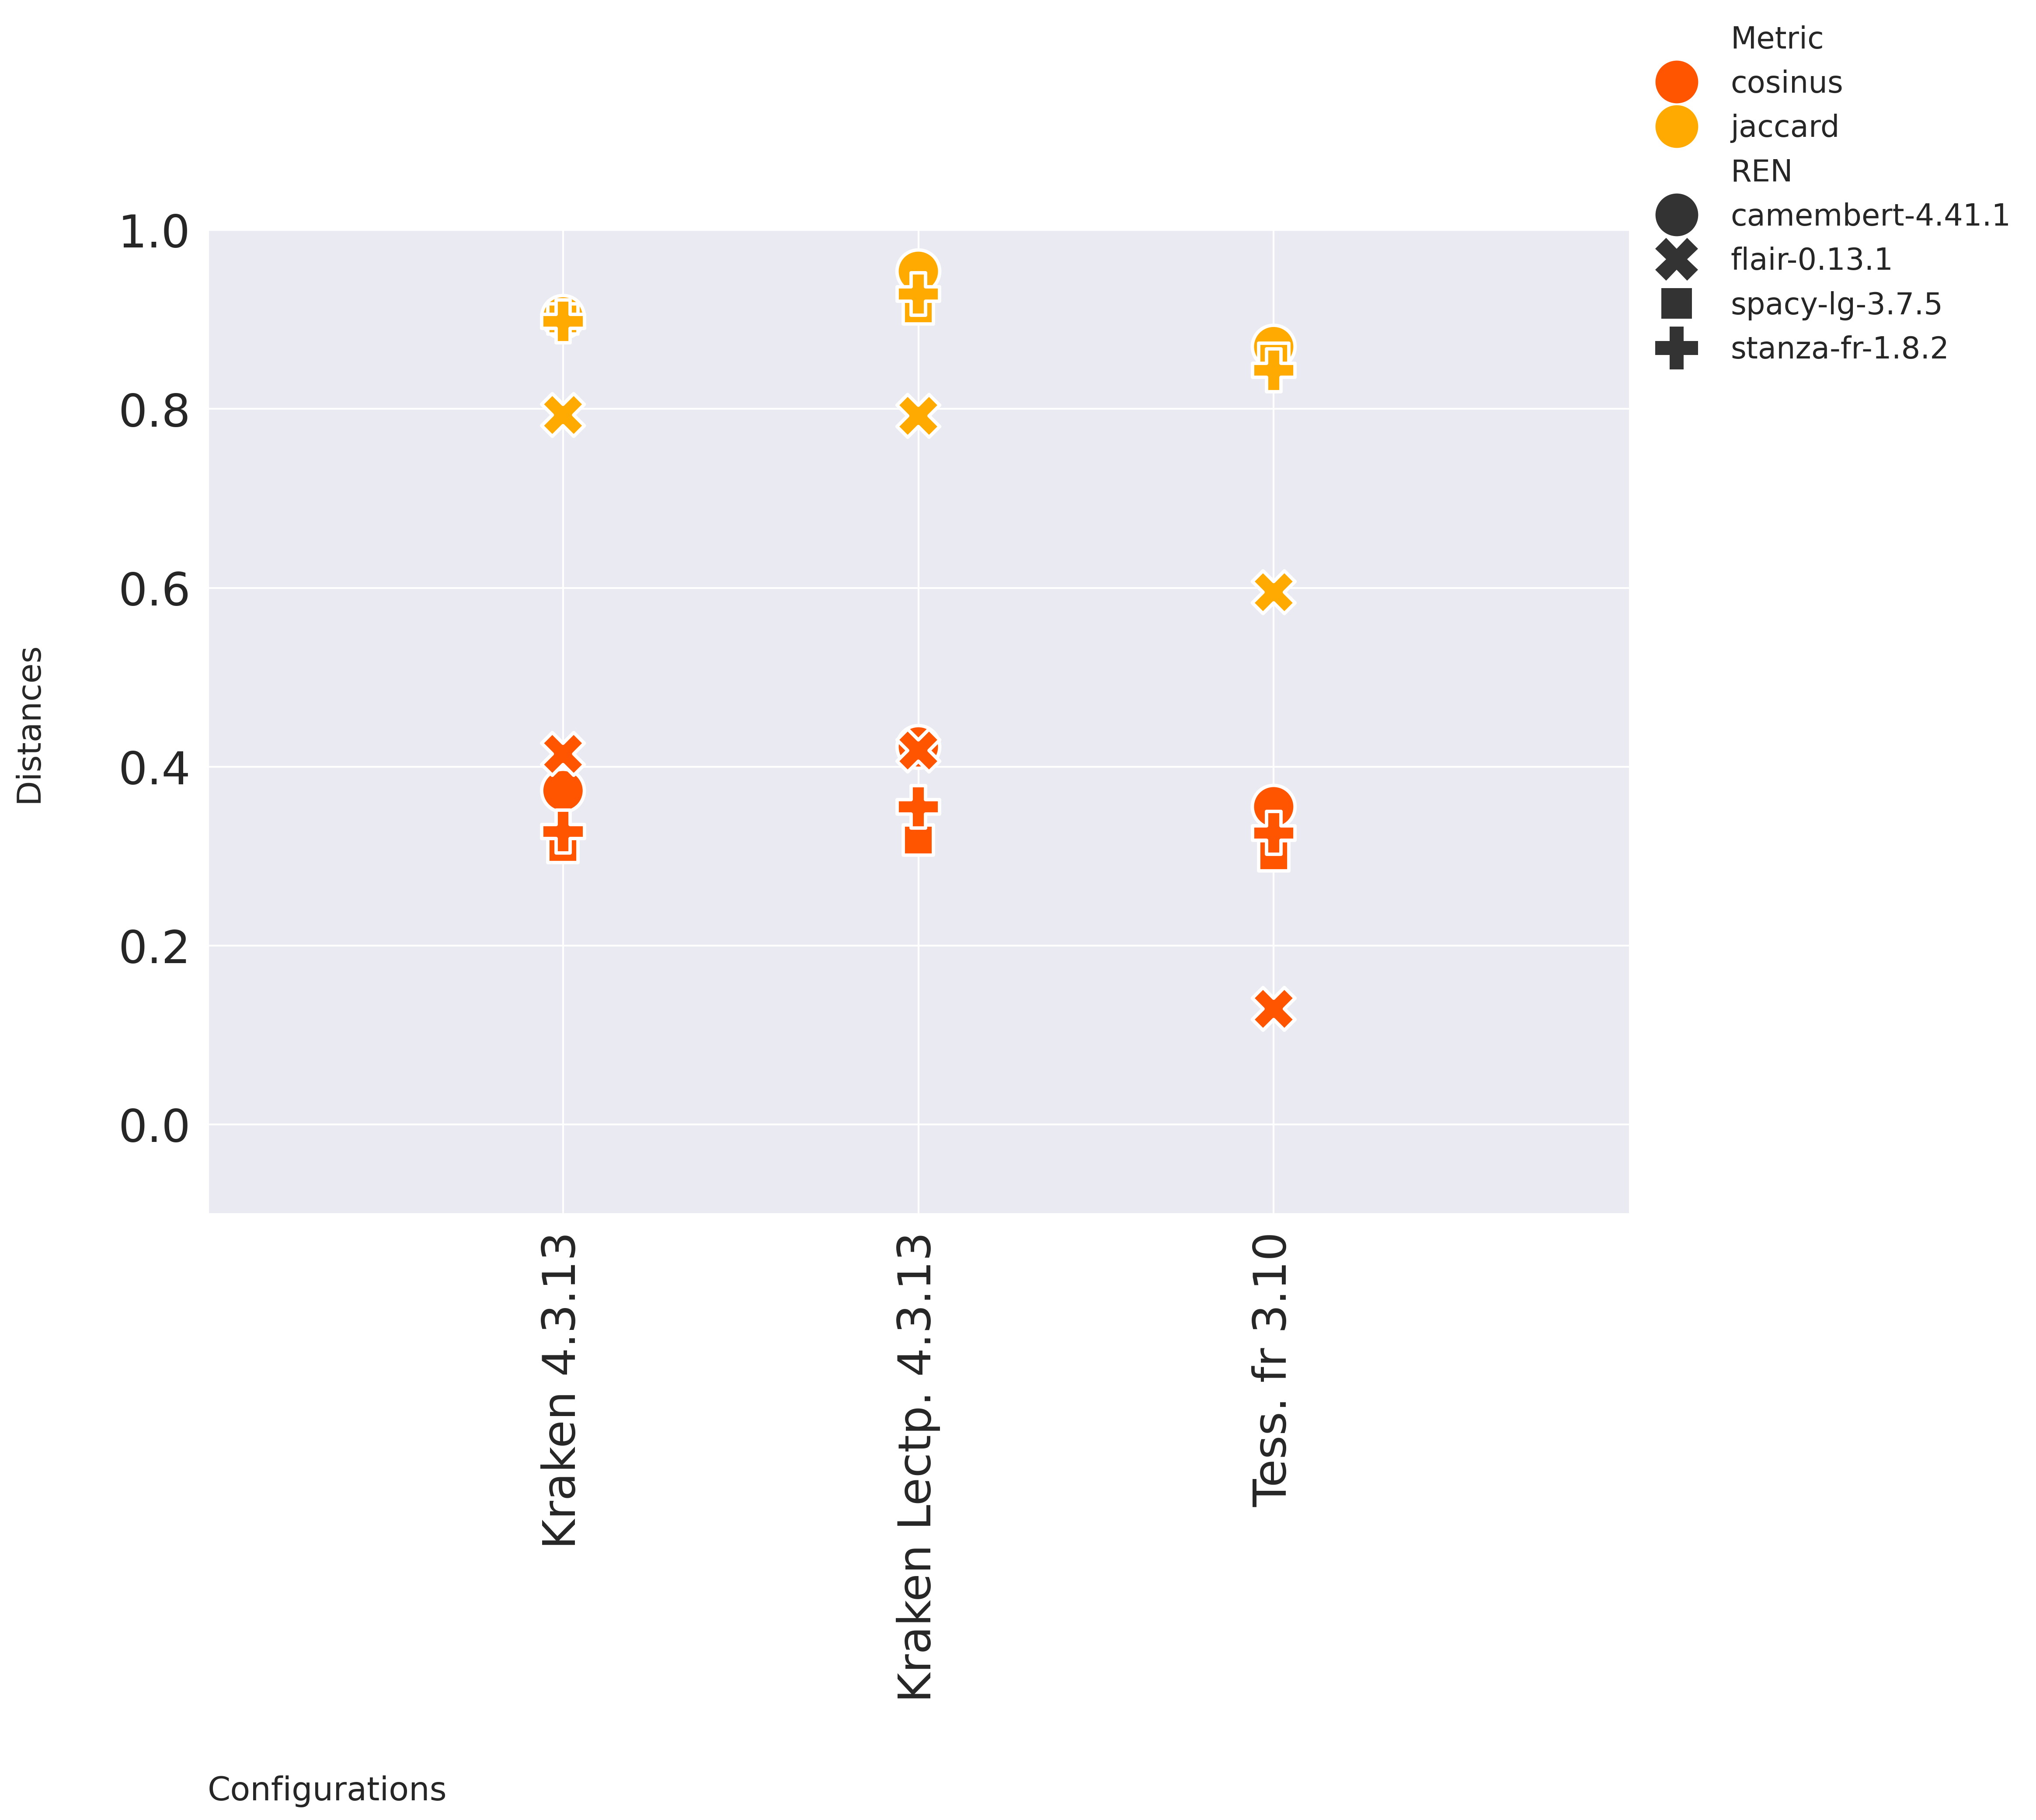 Metric
cosinus
jaccard
REN
camembert-4.41.1
flair-0.13.1
spacy-lg-3.7.5
stanza-fr-1.8.2
1.0
0.8
0.6
0.4
0.2
0.0
Distances
Kraken 4.3.13
Kraken Lectp. 4.3.13
Tess. fr 3.10
Configurations